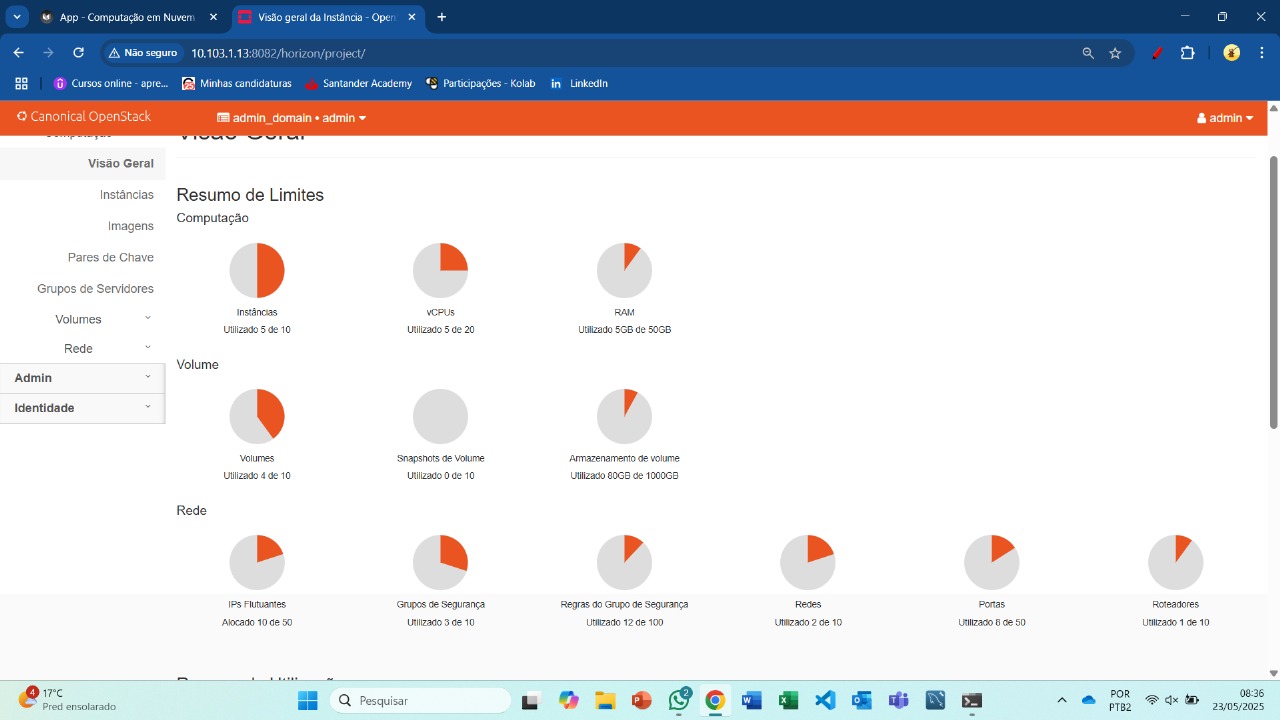 App - Computação em Nuvem
Visão geral da Instância - Open
Não seguro
10.103.1.13:8082/horizon/project/
Cursos online - apre...
Minhas candidaturas
Santander Academy
Participações - Kolab
LinkedIn
Canonical OpenStack
admin_domain • admin
admin
Computação
Visão Geral
Visão Geral
Instâncias
Imagens
Pares de Chave
Grupos de Servidores
Volumes
Rede
Admin
Identidade
Resumo de Limites
Computação
Instâncias
Utilizado 5 de 10
vCPUs
Utilizado 5 de 20
RAM
Utilizado 5GB de 50GB
Volume
Volumes
Utilizado 4 de 10
Snapshots de Volume
Utilizado 0 de 10
Armazenamento de volume
Utilizado 80GB de 1000GB
Rede
IPs Flutuantes
Alocado 10 de 50
Grupos de Segurança
Utilizado 3 de 10
Regras do Grupo de Segurança
Utilizado 12 de 100
Redes
Utilizado 2 de 10
Portas
Utilizado 8 de 50
Roteadores
Utilizado 1 de 10
4
17°C
Pred ensolarado
Pesquisar
2
POR
PTB2
08:36
23/05/2025